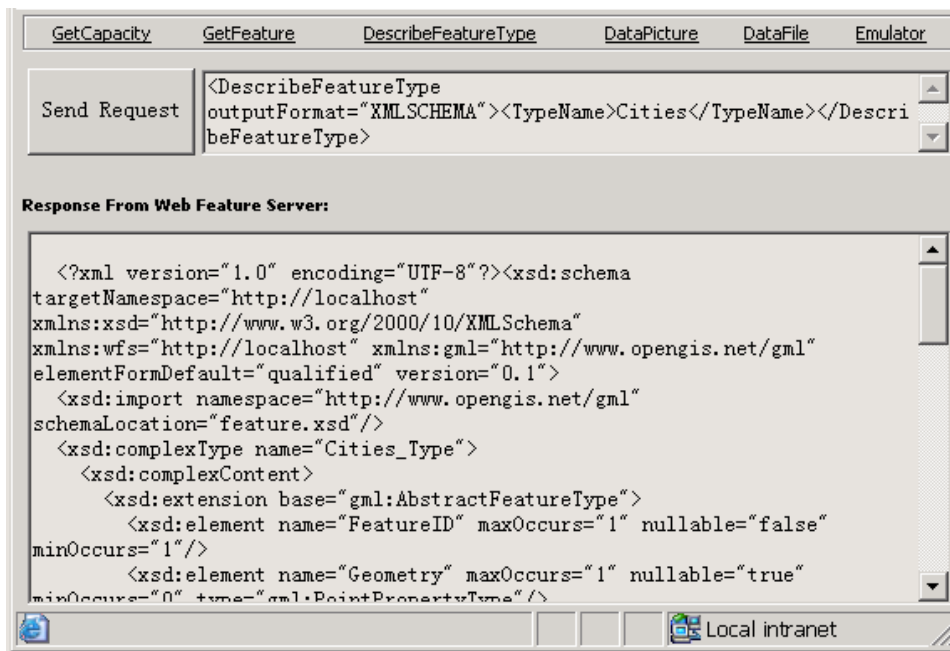 GetCapacity GetFeature DescribeFeatureType DataPicture DataFile Emulator
Send Request
<DescribeFeatureType
outputFormat="XMLSCHEMA"><TypeName>Cities</TypeName></Descri
beFeatureType>
Response From Web Feature Server:
<?xml version="1.0" encoding="UTF-8"?><xsd:schema
targetNamespace="http://localhost"
xmlns:xsd="http://www.w3.org/2000/10/XMLSchema"
xmlns:wfs="http://localhost" xmlns:gml="http://www.opengis.net/gml"
elementFormDefault="qualified" version="0.1">
<xsd:import namespace="http://www.opengis.net/gml"
schemaLocation="feature.xsd"/>
<xsd:complexType name="Cities_Type">
<xsd:complexContent>
<xsd:extension base="gml:AbstractFeatureType">
<xsd:element name="FeatureID" maxOccurs="1" nullable="false"
minOccurs="1"/>
<xsd:element name="Geometry" maxOccurs="1" nullable="true"
minOccurs="0" type="gml:PointPropertyType"/>
Local intranet